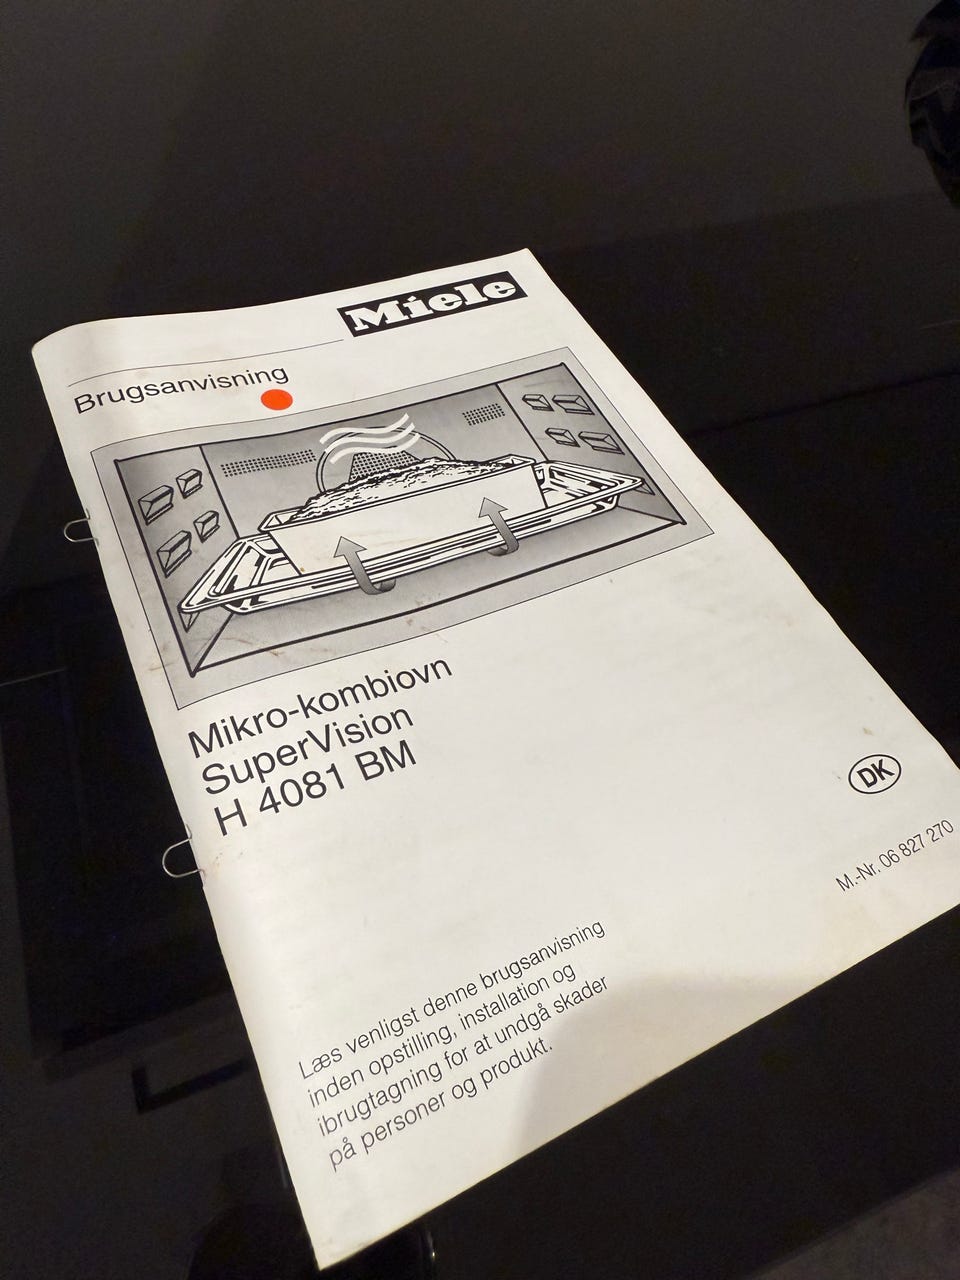 Miele
Brugsanvisning
Mikro-kombiovn
SuperVision
H 4081 BM
DK
M.-Nr. 06 827 270
Læs venligst denne brugsanvisning
inden opstilling, installation og
ibrugtagning for at undgå skader
på personer og produkt.